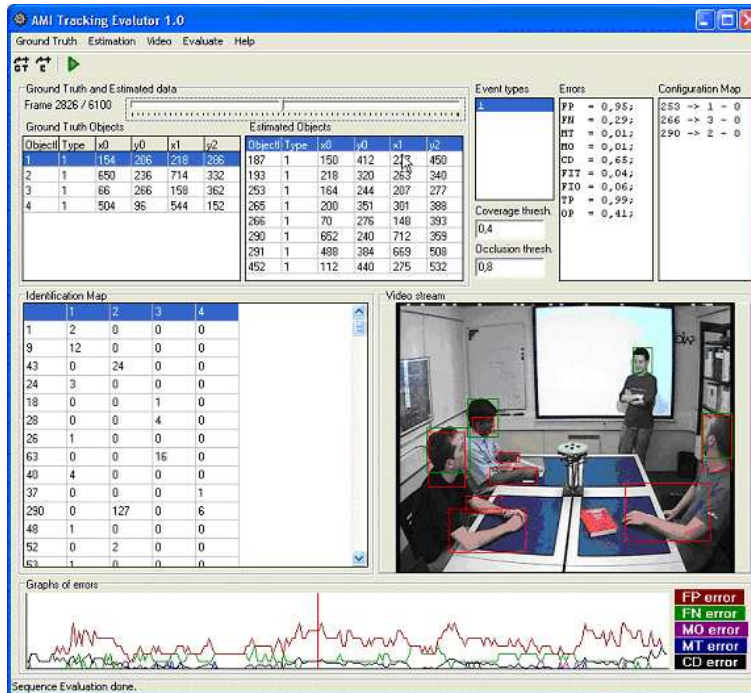 AMI Tracking Evalutor 1.0
Ground Truth Estimation Video Evaluate Help
GT E
Ground Truth and Estimated data
Frame 2826 / 6100
Ground Truth Objects
ObjectI Type x0 y0 x1 y2
1 1 154 206 218 286
2 1 650 236 714 332
3 1 66 266 158 362
4 1 504 96 544 152
Estimated Objects
ObjectI Type x0 y0 x1 y2
187 1 150 412 450
193 1 218 320 263 340
253 1 164 244 207 277
265 1 200 351 301 388
266 1 70 276 148 393
290 1 652 240 712 359
291 1 488 384 669 508
452 1 112 440 275 532
Event types
1
Coverage thresh.
0,4
Occlusion thresh.
0,8
Errors
FP = 0,95;
FN = 0,29;
MT = 0,01;
MO = 0,01;
CD = 0,65;
FIT = 0,04;
FIO = 0,06;
TP = 0,99;
OP = 0,41;
Configuration Map
253 -> 1 - 0
266 -> 3 - 0
290 -> 2 - 0
Identification Map
1 2 3 4
1 2 0 0 0
9 12 0 0 0
43 0 24 0 0
24 3 0 0 0
18 0 0 1 0
28 0 0 4 0
26 1 0 0 0
63 0 0 16 0
40 4 0 0 0
37 0 0 0 1
290 0 127 0 6
48 1 0 0 0
52 0 2 0 0
53 1 0 0 0
Video stream
Graphs of errors
FP error
FN error
MO error
MT error
CD error
Sequence Evaluation done.